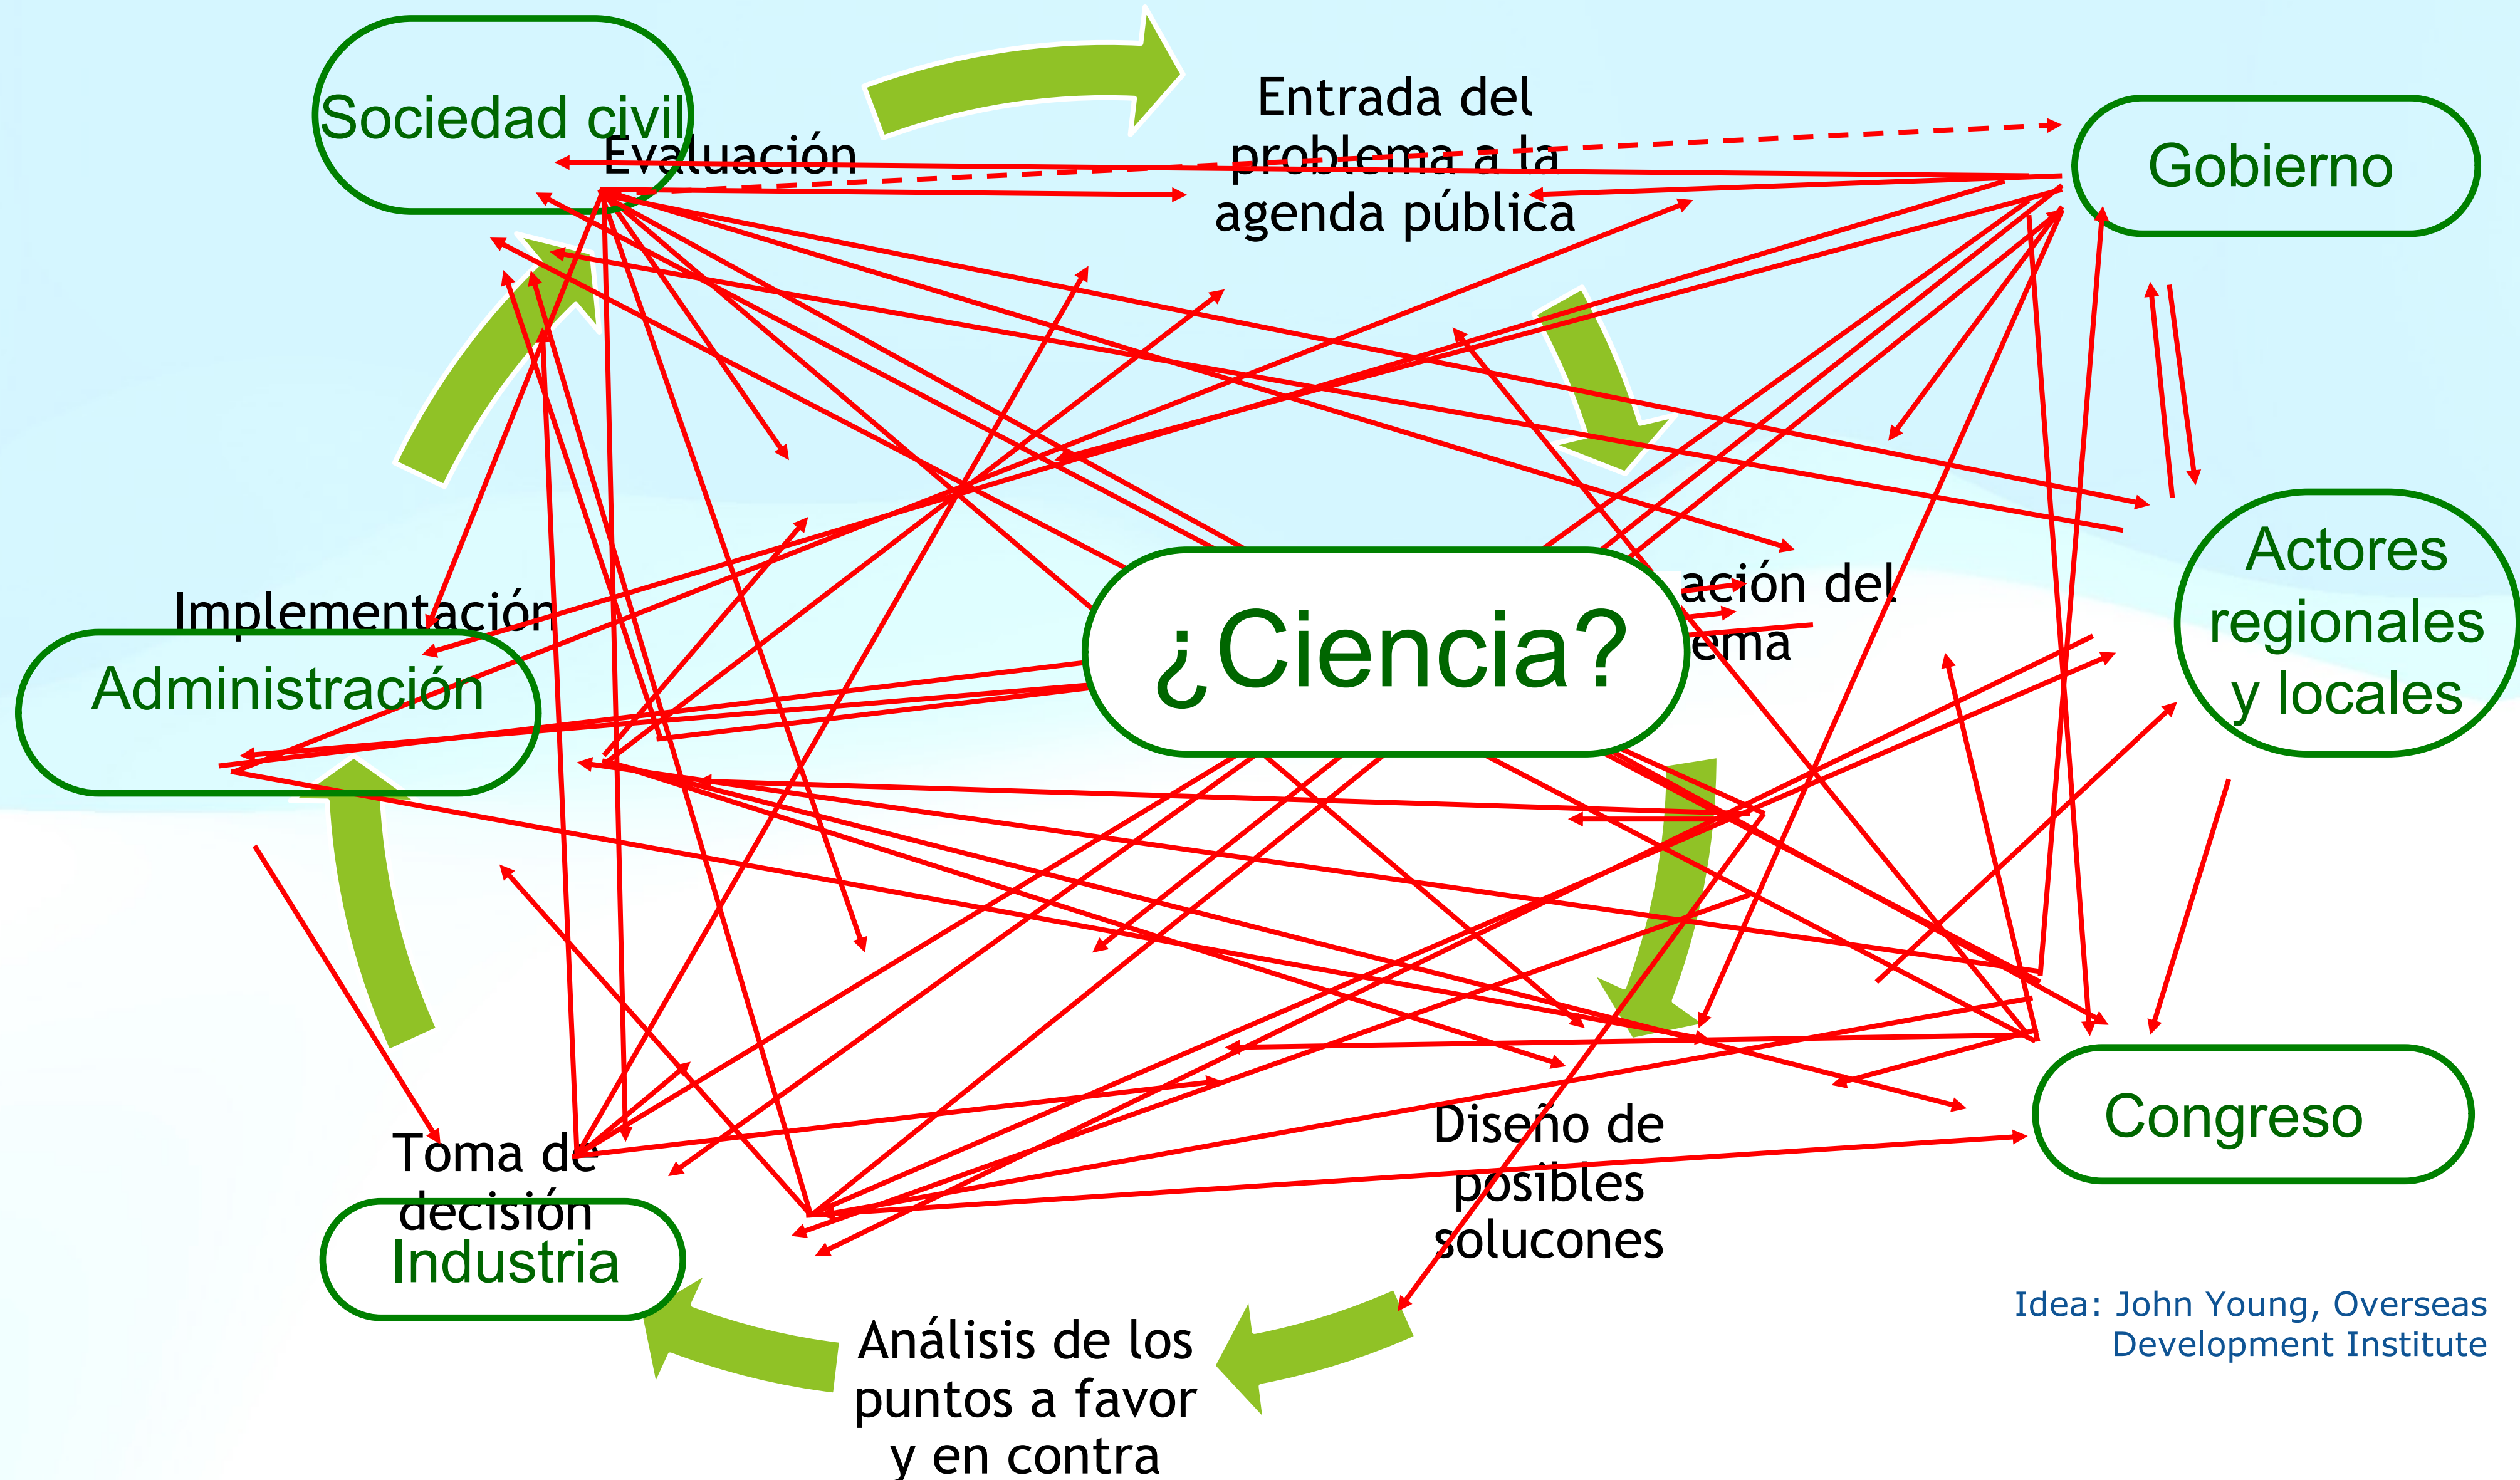 Sociedad civil
Evaluación
Entrada del
problema a la
agenda pública
Gobierno
Actores
regionales
y locales
ación del
ema
¿Ciencia?
Implementación
Administración
Congreso
Diseño de
posibles
solucones
Toma de
decisión
Industria
Análisis de los
puntos a favor
y en contra
Idea: John Young, Overseas
Development Institute